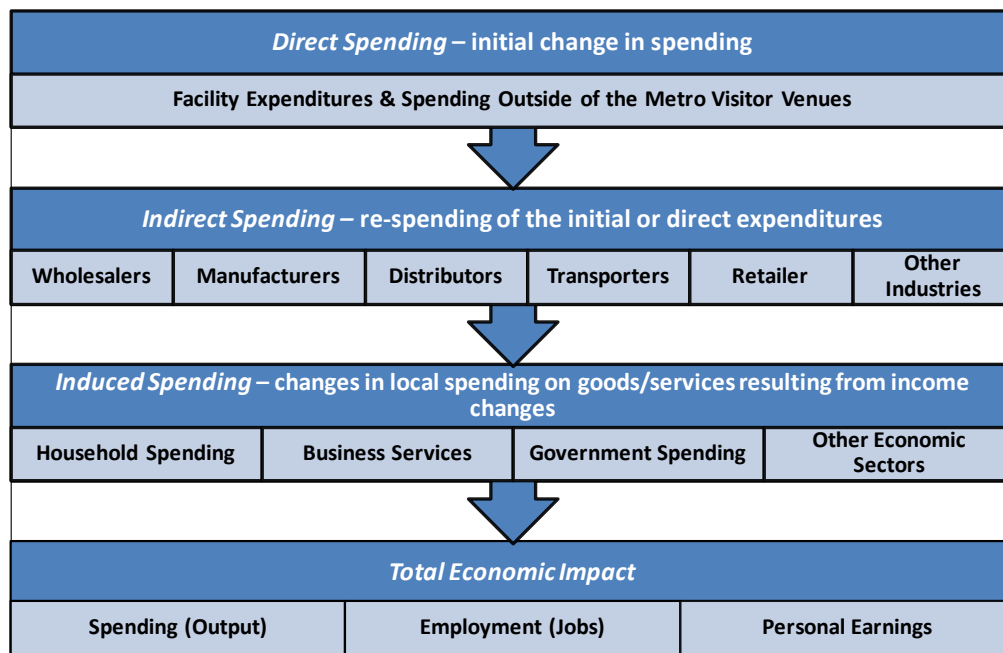 Direct Spending – initial change in spending
Facility Expenditures & Spending Outside of the Metro Visitor Venues
Indirect Spending – re-spending of the initial or direct expenditures
Wholesalers
Manufacturers
Distributors
Transporters
Retailer
Other
Industries
Induced Spending – changes in local spending on goods/services resulting from income
changes
Household Spending
Business Services
Government Spending
Other Economic
Sectors
Total Economic Impact
Spending (Output)
Employment (Jobs)
Personal Earnings